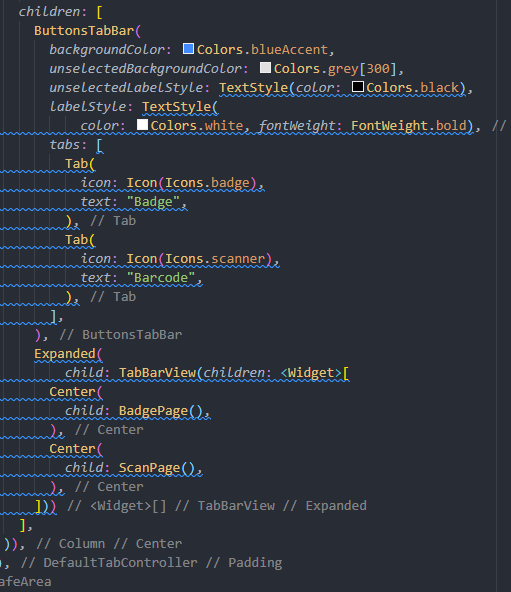 children: [
ButtonsTabBar(
backgroundColor: Colors.blueAccent,
unselectedBackgroundColor: Colors.grey[300],
unselectedLabelStyle: TextStyle(color: Colors.black),
labelStyle: TextStyle(
color: Colors.white, fontWeight: FontWeight.bold), //
tabs: [
Tab(
icon: Icon(Icons.badge),
text: "Badge",
), // Tab
Tab(
icon: Icon(Icons.scanner),
text: "Barcode",
), // Tab
],
), // ButtonsTabBar
Expanded(
child: TabBarView(children: <Widget>[
Center(
child: BadgePage(),
), // Center
Center(
child: ScanPage(),
), // Center
])) // <Widget>[] // TabBarView // Expanded
],
)), // Column // Center
), // DefaultTabController // Padding
afeArea